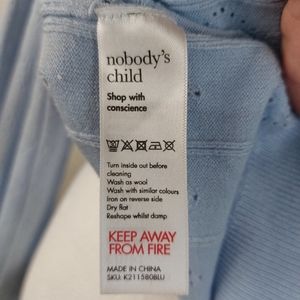 nobody's
child
Shop with
conscience
Turn inside out before
cleaning
Wash as wool
Wash with similar colours
Iron on reverse side
Dry flat
Reshape whilst damp
KEEP AWAY
FROM FIRE
MADE IN CHINA
SKU: K211580BLU